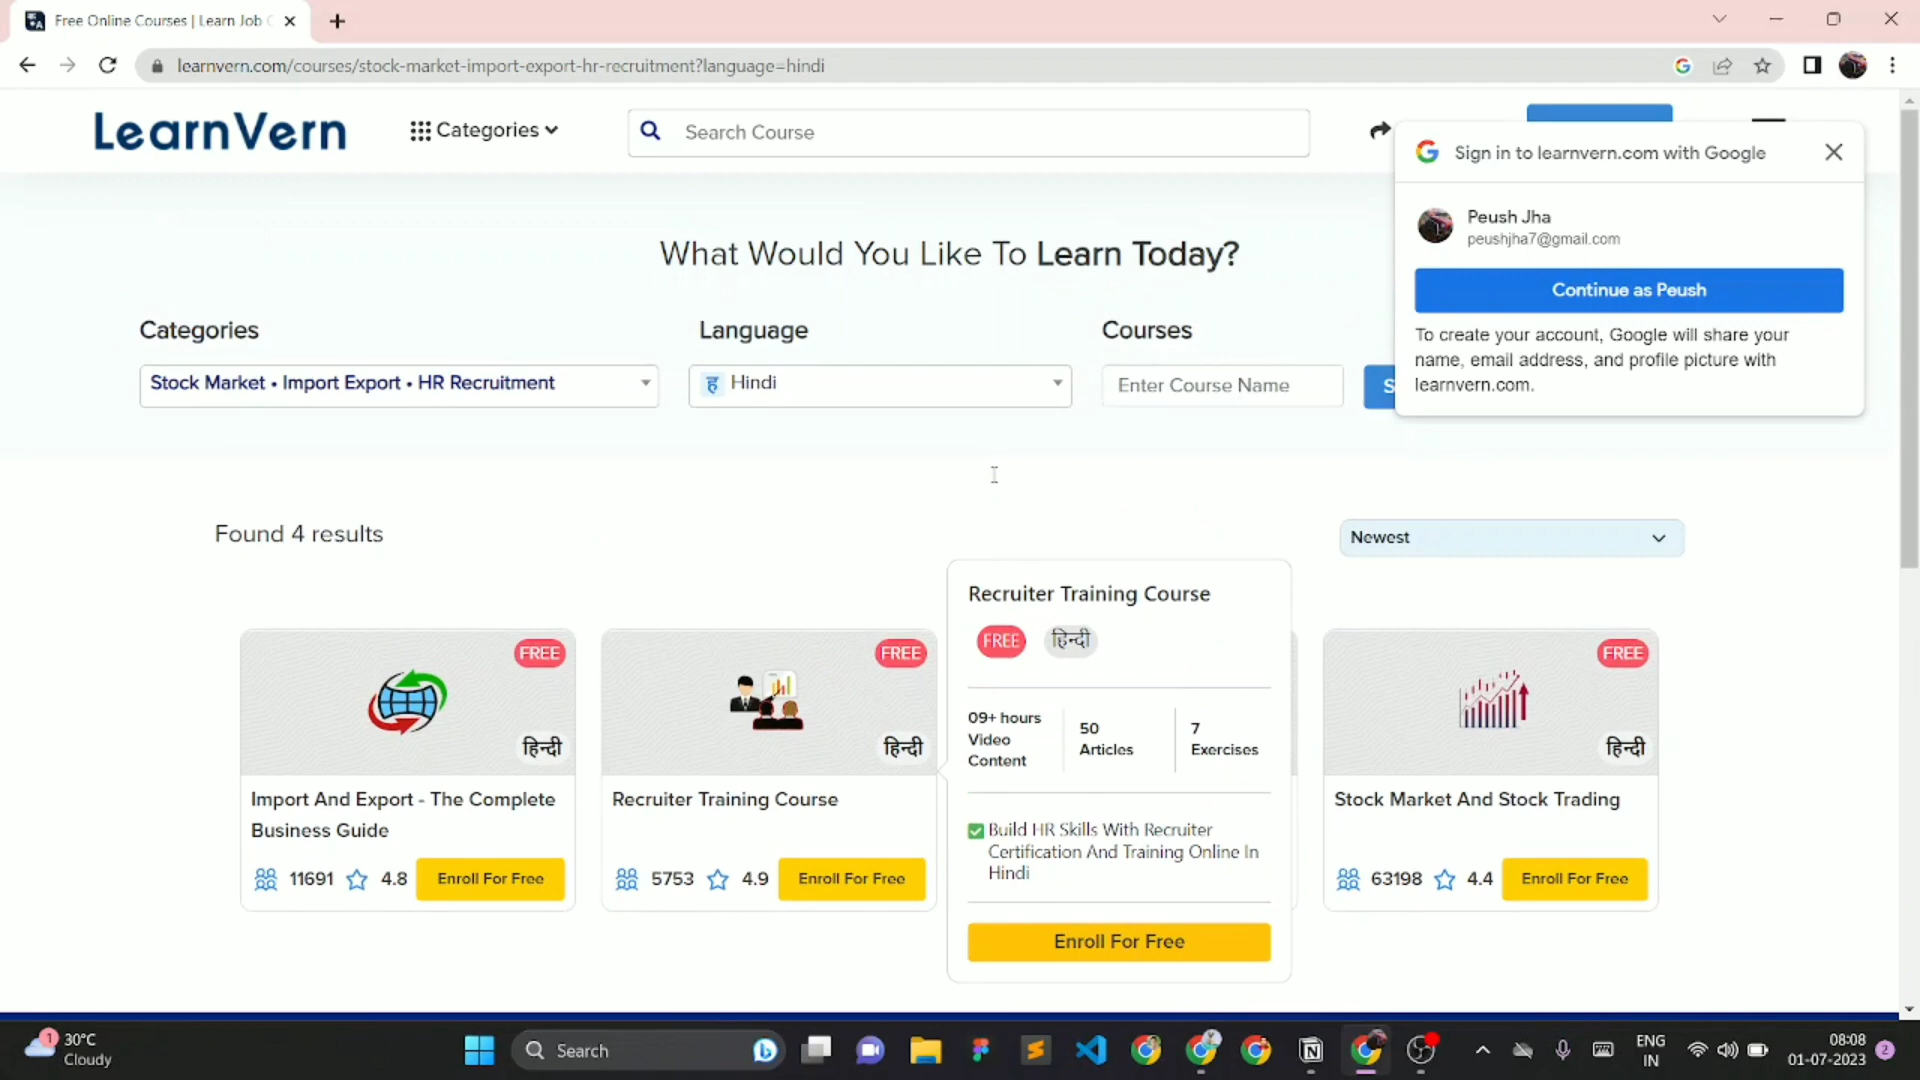 Free Online Courses | Learn Job
learnvern.com/courses/stock-market-import-export-hr-recruitment?language=hindi
LearnVern
Categories
Search Course
Sign in to learnvern.com with Google
Peush Jha
peushjha7@gmail.com
Continue as Peush
To create your account, Google will share your
name, email address, and profile picture with
learnvern.com.
What Would You Like To Learn Today?
Categories
Language
Courses
Stock Market • Import Export • HR Recruitment
ह
Hindi
Enter Course Name
S
Found 4 results
Newest
FREE
हिन्दी
Import And Export - The Complete
Business Guide
11691
4.8
Enroll For Free
FREE
हिन्दी
Recruiter Training Course
5753
4.9
Enroll For Free
Recruiter Training Course
FREE
हिन्दी
09+ hours
Video
Content
50
Articles
7
Exercises
Build HR Skills With Recruiter
Certification And Training Online In
Hindi
Enroll For Free
FREE
हिन्दी
Stock Market And Stock Trading
63198
4.4
Enroll For Free
1
30°C
Cloudy
Search
ENG
IN
08:08
01-07-2023
2